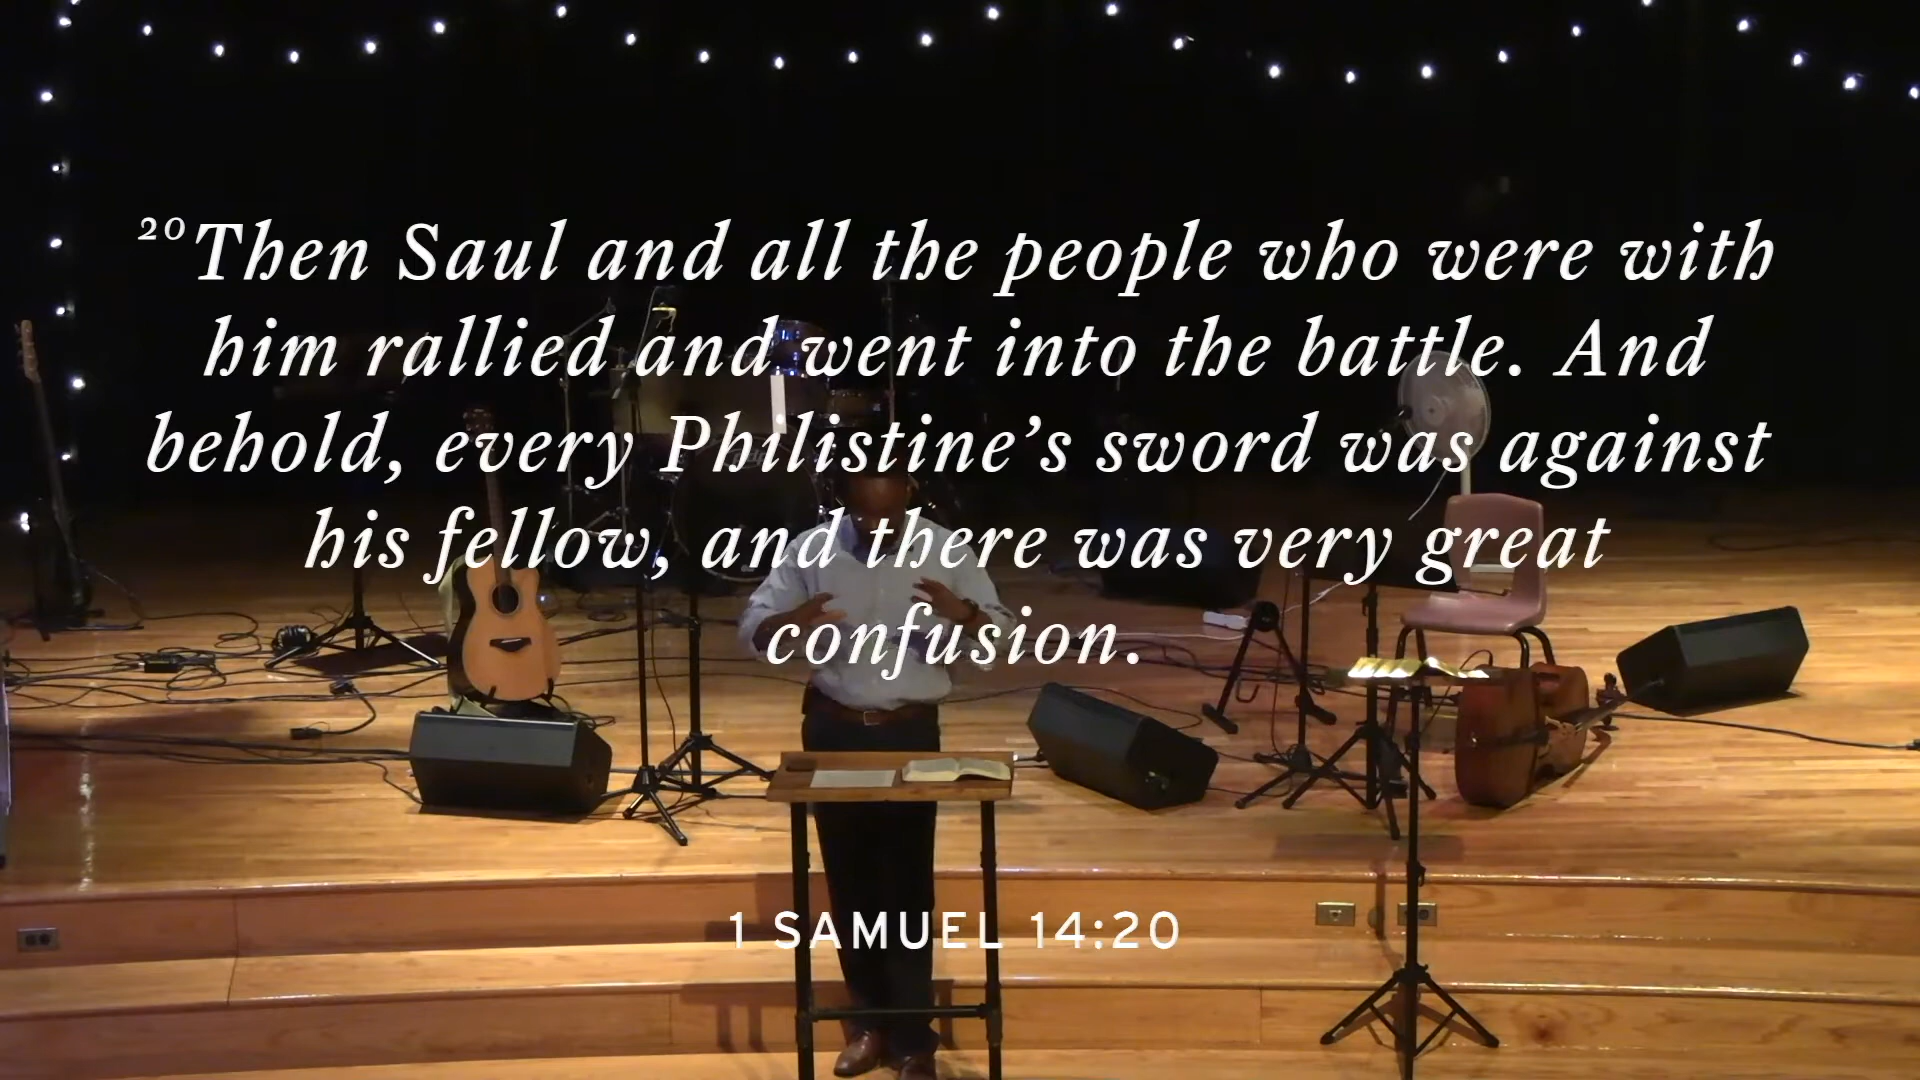 ²⁰Then Saul and all the people who were with
him rallied and went into the battle. And
behold, every Philistine’s sword was against
his fellow, and there was very great
confusion.
1 SAMUEL 14:20